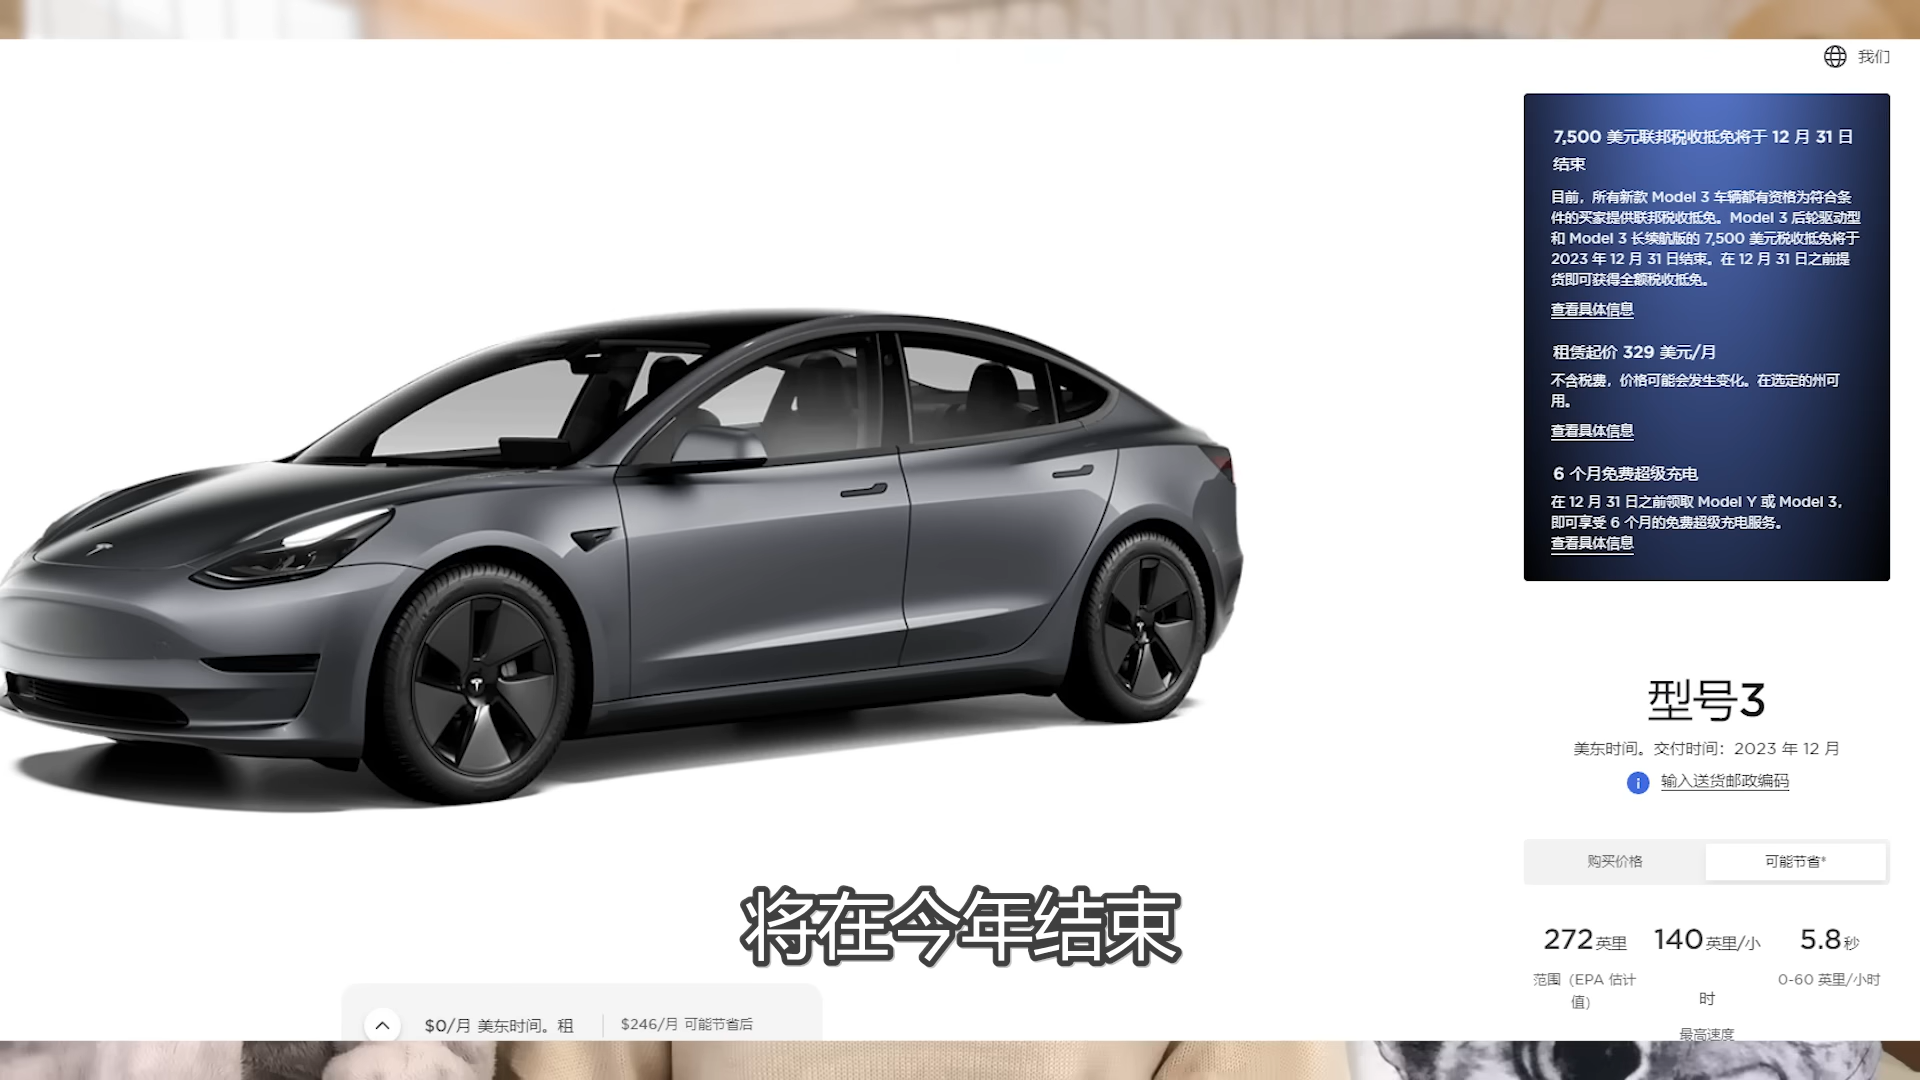 我们
7,500 美元联邦税收抵免将于 12 月 31 日
结束
目前，所有新款 Model 3 车辆都有资格为符合条
件的买家提供联邦税收抵免。Model 3 后轮驱动型
和 Model 3 长续航版的 7,500 美元税收抵免将于
2023 年 12 月 31 日结束。在 12 月 31 日之前提
货即可获得全额税收抵免。
查看具体信息
租赁起价 329 美元/月
不含税费，价格可能会发生变化。在选定的州可
用。
查看具体信息
6 个月免费超级充电
在 12 月 31 日之前领取 Model Y 或 Model 3，
即可享受 6 个月的免费超级充电服务。
查看具体信息
型号3
美东时间。交付时间：2023 年 12 月
输入送货邮政编码
购买价格 可能节省*
272英里 140英里/小时 5.8秒
范围（EPA 估计值） 最高速度 0-60 英里/小时
将在今年结束
$0/月 美东时间。租 $246/月 可能节省后